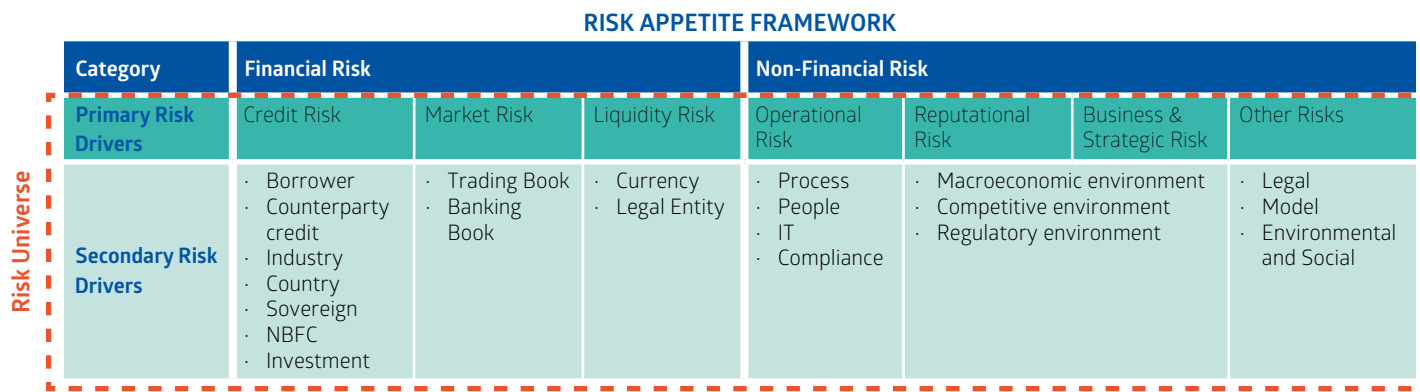 RISK APPETITE FRAMEWORK
Category
Financial Risk
Non-Financial Risk
Risk Universe
Primary Risk
Drivers
Credit Risk
Market Risk
Liquidity Risk
Operational
Risk
Reputational
Risk
Business &
Strategic Risk
Other Risks
Secondary Risk
Drivers
· Borrower
· Counterparty
credit
· Industry
· Country
· Sovereign
· NBFC
· Investment
· Trading Book
· Banking
Book
· Currency
· Legal Entity
· Process
· People
· IT
· Compliance
· Macroeconomic environment
· Competitive environment
· Regulatory environment
· Legal
· Model
· Environmental
and Social